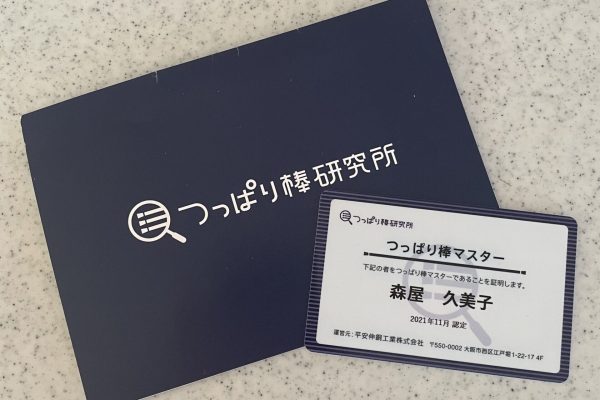 つっぱり棒研究所
つっぱり棒研究所
つっぱり棒マスター
下記の者をつっぱり棒マスターであることを証明します。
森屋　久美子
2021年11月 認定
運営元：平安伸銅工業株式会社　〒550-0002 大阪市西区江戸堀1-22-17 4F